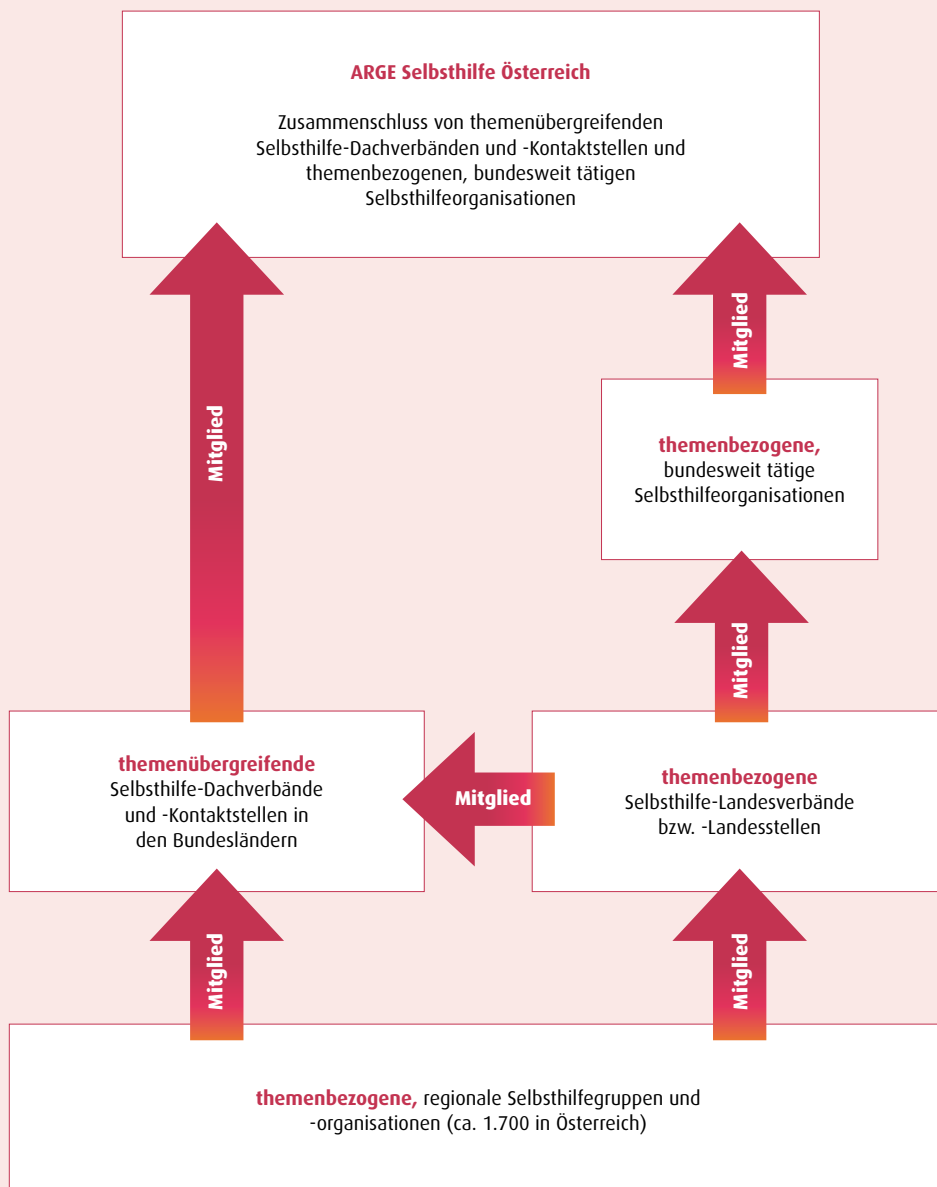 ARGE Selbsthilfe Österreich
Zusammenschluss von themenübergreifenden
Selbsthilfe-Dachverbänden und -Kontaktstellen und
themenbezogenen, bundesweit tätigen
Selbsthilfeorganisationen
Mitglied
Mitglied
themenbezogene,
bundesweit tätige
Selbsthilfeorganisationen
Mitglied
themenübergreifende
Selbsthilfe-Dachverbände
und -Kontaktstellen in
den Bundesländern
Mitglied
themenbezogene
Selbsthilfe-Landesverbände
bzw. -Landesstellen
Mitglied
Mitglied
themenbezogene, regionale Selbsthilfegruppen und
-organisationen (ca. 1.700 in Österreich)